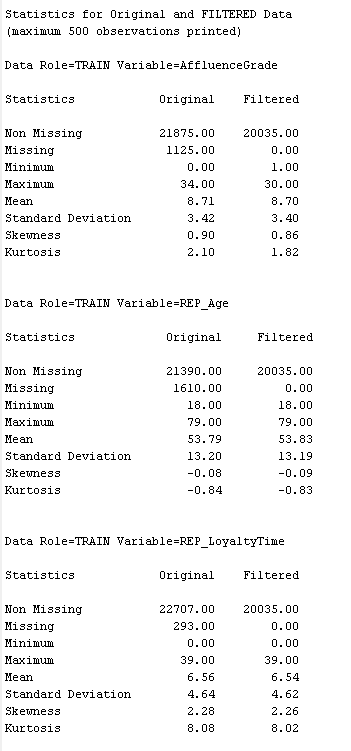 Statistics for Original and FILTERED Data
(maximum 500 observations printed)
Data Role=TRAIN Variable=AffluenceGrade
Statistics Original Filtered
Non Missing 21875.00 20035.00
Missing 1125.00 0.00
Minimum 0.00 1.00
Maximum 34.00 30.00
Mean 8.71 8.70
Standard Deviation 3.42 3.40
Skewness 0.90 0.86
Kurtosis 2.10 1.82
Data Role=TRAIN Variable=REP_Age
Statistics Original Filtered
Non Missing 21390.00 20035.00
Missing 1610.00 0.00
Minimum 18.00 18.00
Maximum 79.00 79.00
Mean 53.79 53.83
Standard Deviation 13.20 13.19
Skewness -0.08 -0.09
Kurtosis -0.84 -0.83
Data Role=TRAIN Variable=REP_LoyaltyTime
Statistics Original Filtered
Non Missing 22707.00 20035.00
Missing 293.00 0.00
Minimum 0.00 0.00
Maximum 39.00 39.00
Mean 6.56 6.54
Standard Deviation 4.64 4.62
Skewness 2.28 2.26
Kurtosis 8.08 8.02